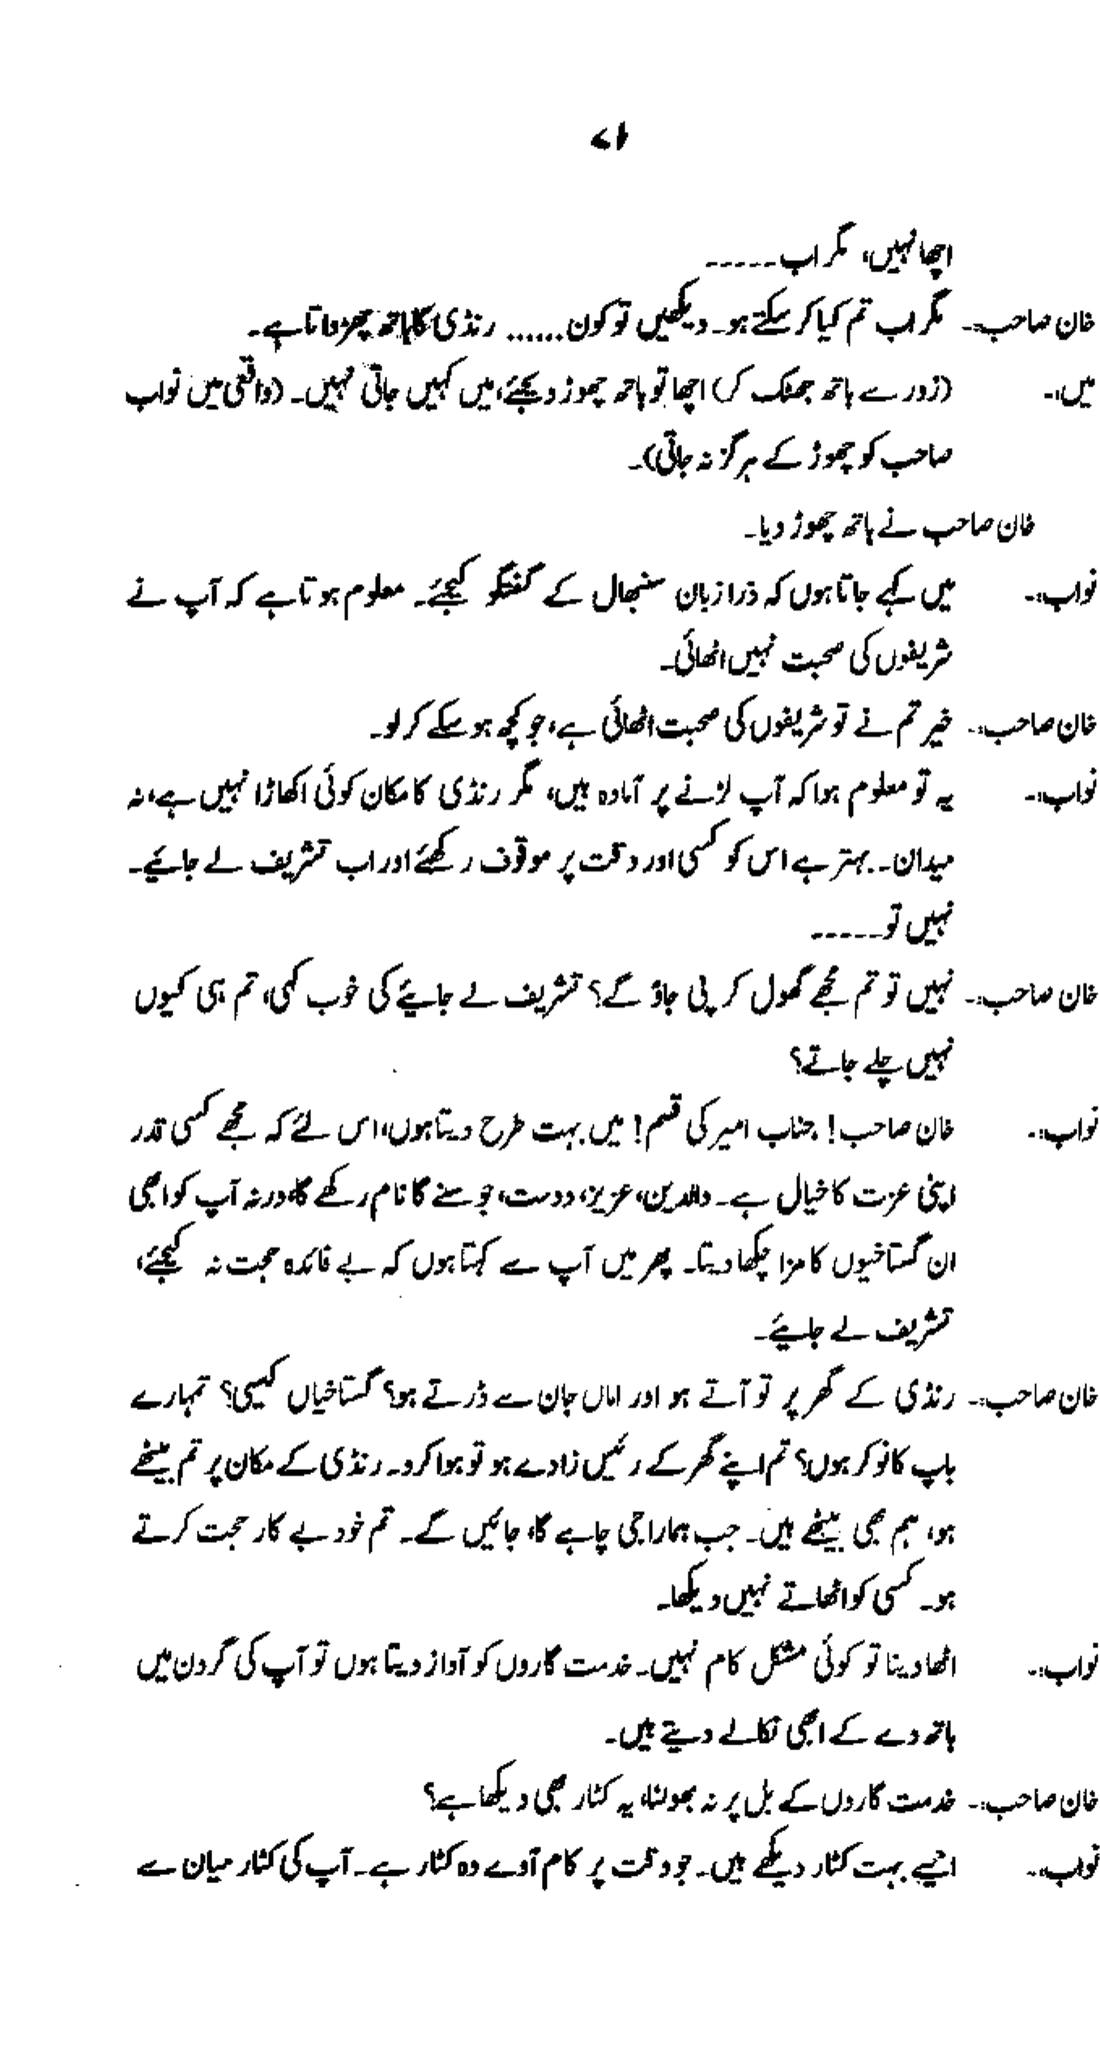 ۷۱
اچھا نہیں، مگر اب-----
خان صاحب:۔ مگر اب تم کیا کر سکتے ہو۔ دیکھیں تو کون...... رنڈی کا ہاتھ چھڑواتا ہے۔
میں:۔ (زور سے ہاتھ جھٹک کر) اچھا تو ہاتھ چھوڑ دیجئے، میں کہیں جاتی نہیں۔ (واقعی میں نواب
صاحب کو چھوڑ کے ہرگز نہ جاتی)۔
خان صاحب نے ہاتھ چھوڑ دیا۔
نواب:۔ میں کہے جاتا ہوں کہ ذرا زبان سنبھال کے گفتگو کیجئے۔ معلوم ہوتا ہے کہ آپ نے
شریفوں کی صحبت نہیں اٹھائی۔
خان صاحب:۔ خیر تم نے تو شریفوں کی صحبت اٹھائی ہے، جو کچھ ہو سکے کر لو۔
نواب:۔ یہ تو معلوم ہوا کہ آپ لڑنے پر آمادہ ہیں، مگر رنڈی کا مکان کوئی اکھاڑا نہیں ہے، نہ
میدان۔ بہتر ہے اس کو کسی اور وقت پر موقوف رکھئے اور اب تشریف لے جایئے۔
نہیں تو-----
خان صاحب:۔ نہیں تو تم مجھے گھول کر پی جاؤ گے؟ تشریف لے جایئے کی خوب کہی، تم ہی کیوں
نہیں چلے جاتے؟
نواب:۔ خان صاحب! جناب امیر کی قسم! میں بہت طرح دیتا ہوں، اس لئے کہ مجھے کسی قدر
اپنی عزت کا خیال ہے۔ والدین، عزیز، دوست، جو سنے گا نام رکھے گا، ورنہ آپ کو ابھی
ان گستاخیوں کا مزا چکھا دیتا۔ پھر میں آپ سے کہتا ہوں کہ بے فائدہ حجت نہ کیجئے،
تشریف لے جایئے۔
خان صاحب:۔ رنڈی کے گھر پر تو آتے ہو اور اماں جان سے ڈرتے ہو؟ گستاخیاں کیسی؟ تمہارے
باپ کا نوکر ہوں؟ تم اپنے گھر کے رئیس زادے ہو تو ہوا کرو۔ رنڈی کے مکان پر تم بیٹھے
ہو، ہم بھی بیٹھے ہیں۔ جب ہمارا جی چاہے گا، جائیں گے۔ تم خود بے کار حجت کرتے
ہو۔ کسی کو اٹھاتے نہیں دیکھا۔
نواب:۔ اٹھا دینا تو کوئی مشکل کام نہیں۔ خدمت گاروں کو آواز دیتا ہوں تو آپ کی گردن میں
ہاتھ دے کے ابھی نکالے دیتے ہیں۔
خان صاحب:۔ خدمت گاروں کے بل پر نہ بھولنا، یہ کٹار بھی دیکھا ہے؟
نواب:۔ ایسے بہت کٹار دیکھے ہیں۔ جو وقت پر کام آوے وہ کٹار ہے۔ آپ کی کٹار میان سے